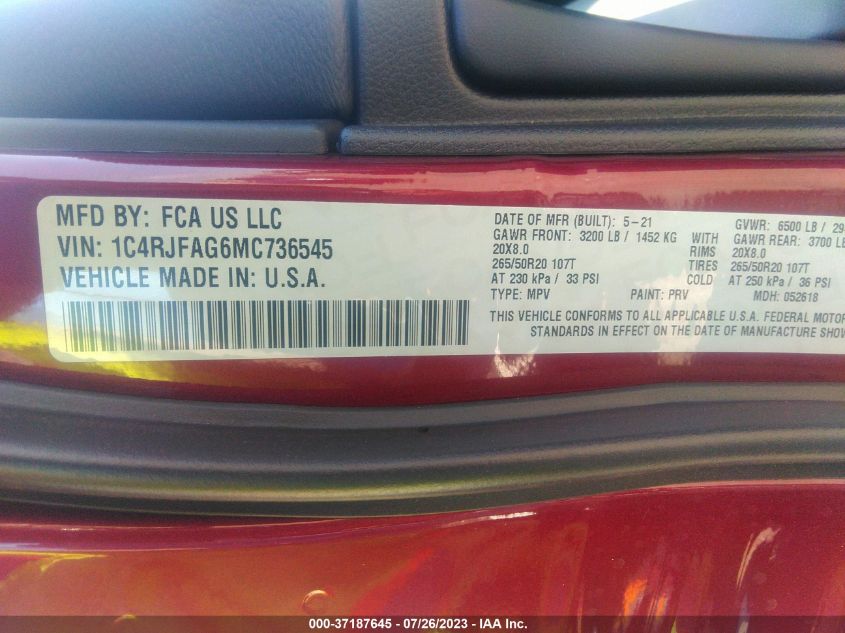 MFD BY: FCA US LLC
VIN: 1C4RJFAG6MC736545
VEHICLE MADE IN: U.S.A.
DATE OF MFR (BUILT): 5-21
GVWR: 6500 LB / 29
GAWR FRONT: 3200 LB / 1452 KG
WITH
GAWR REAR: 3700 LB
20X8.0
RIMS
20X8.0
265/50R20 107T
TIRES
265/50R20 107T
AT 230 kPa / 33 PSI
COLD
AT 250 kPa / 36 PSI
TYPE: MPV
PAINT: PRV
MDH: 052618
THIS VEHICLE CONFORMS TO ALL APPLICABLE U.S.A. FEDERAL MOTOR
STANDARDS IN EFFECT ON THE DATE OF MANUFACTURE SHOW
000-37187645 / 07/26/2023 - IAA Inc.